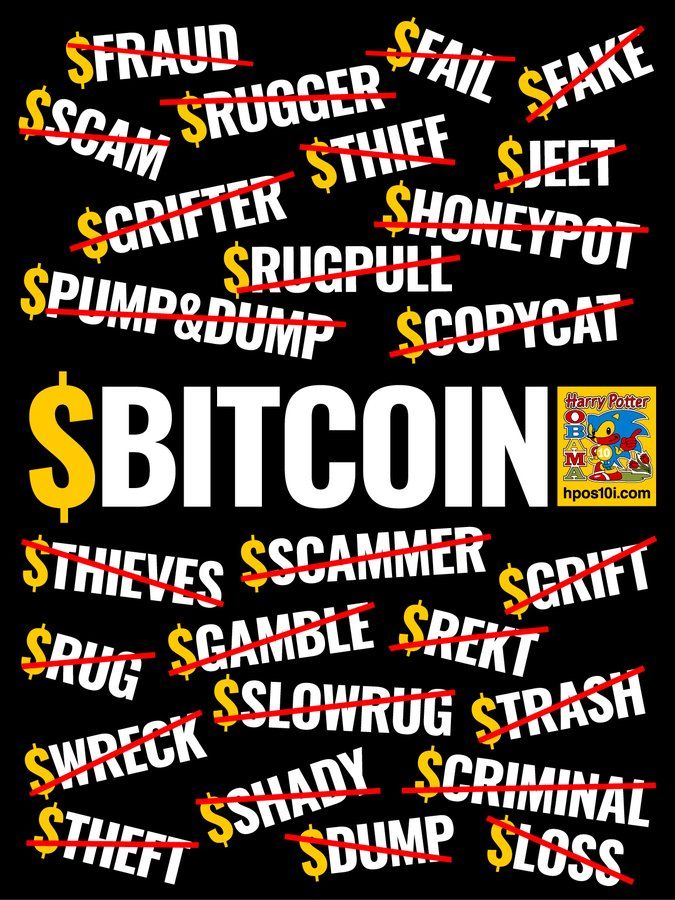 $FRAUD
$FAIL
$FAKE
$SCAM
$RUGGER
$THIEF
$JEET
$GRIFTER
$HONEYPOT
$RUGPULL
$PUMP&DUMP
$COPYCAT
$BITCOIN
Harry Potter
OBAMA
10
hpos10i.com
$THIEVES
$SCAMMER
$GRIFT
$RUG
$GAMBLE
$REKT
$SLOWRUG
$TRASH
$WRECK
$SHADY
$CRIMINAL
$THEFT
$DUMP
$LOSS